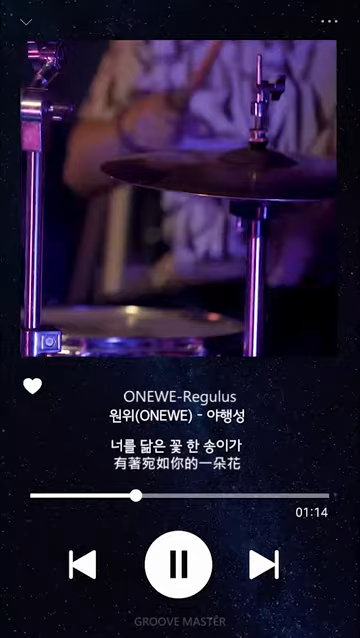 ONEWE-Regulus
원위(ONEWE) - 야행성
너를 닮은 꽃 한 송이가
有著宛如你的一朵花
01:14
GROOVE MASTER